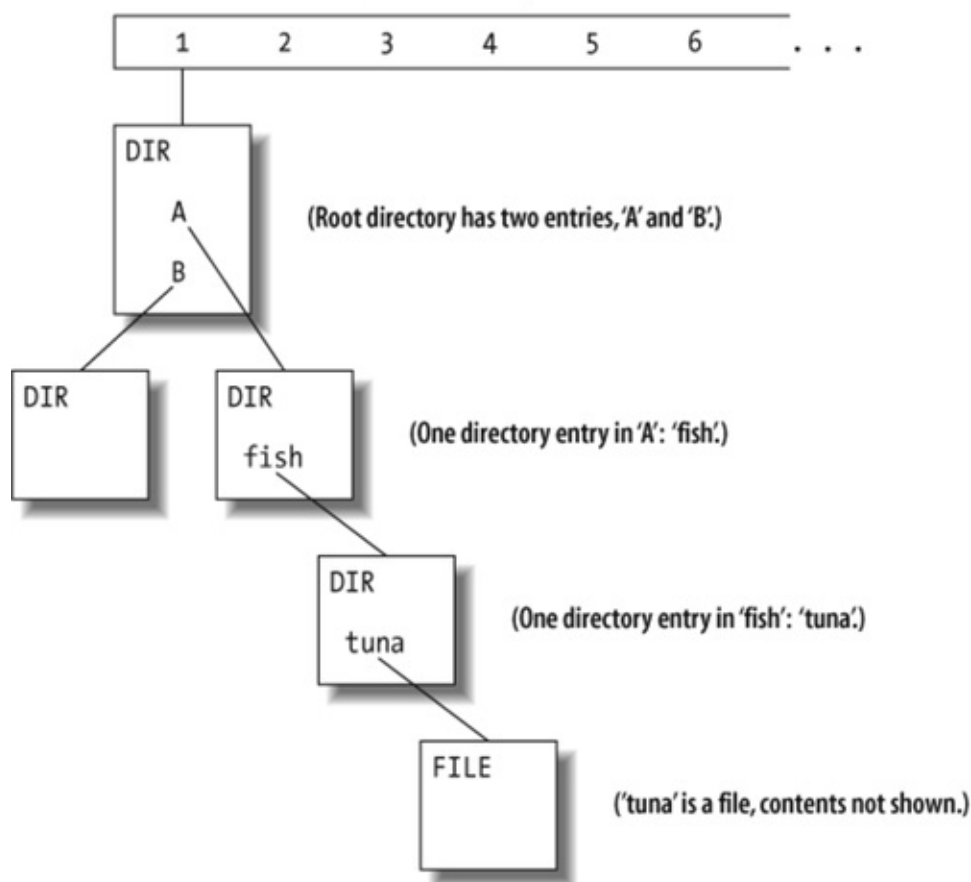 1 2 3 4 5 6 . . .
DIR
A
(Root directory has two entries, ‘A’ and ‘B’.)
B
DIR
DIR
(One directory entry in ‘A’: ‘fish’.)
fish
DIR
(One directory entry in ‘fish’: ‘tuna’.)
tuna
FILE
(‘tuna’ is a file, contents not shown.)